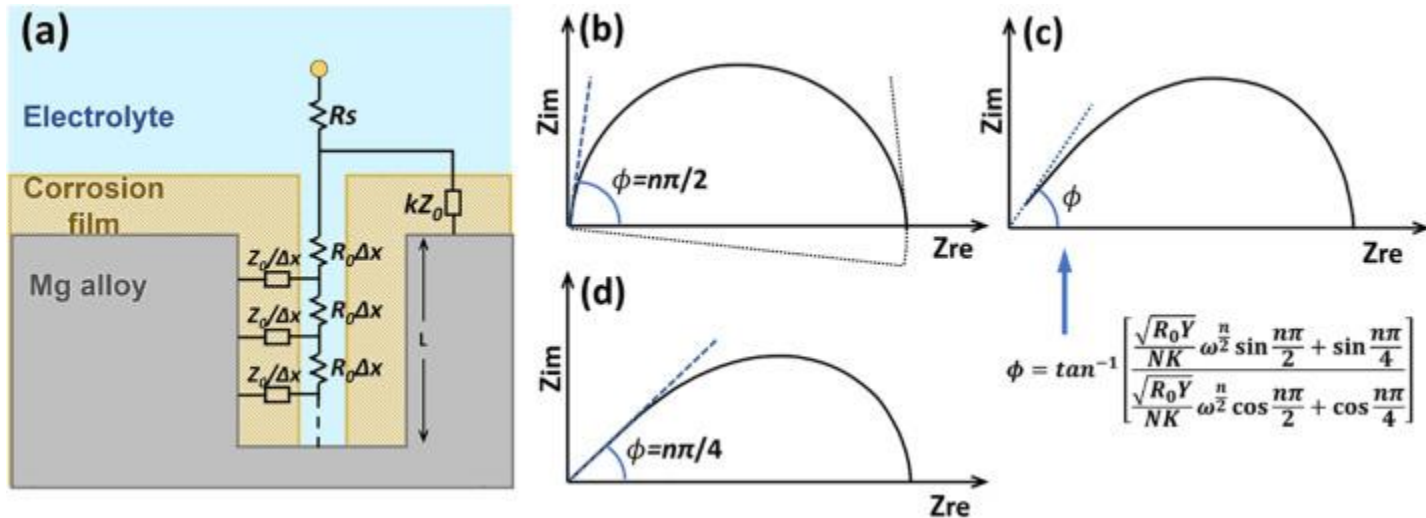 (a)
Electrolyte
Rs
Corrosion
film
kZ₀
Mg alloy
Z₀/Δx
R₀Δx
Z₀/Δx
R₀Δx
Z₀/Δx
R₀Δx
L
(b)
Zim
ϕ=nπ/2
Zre
(c)
Zim
ϕ
Zre
(d)
Zim
ϕ=nπ/4
Zre
ϕ = tan⁻¹ [ (√(R₀Y)/NK ω^(n/2) sin nπ/2 + sin nπ/4) / (√(R₀Y)/NK ω^(n/2) cos nπ/2 + cos nπ/4) ]